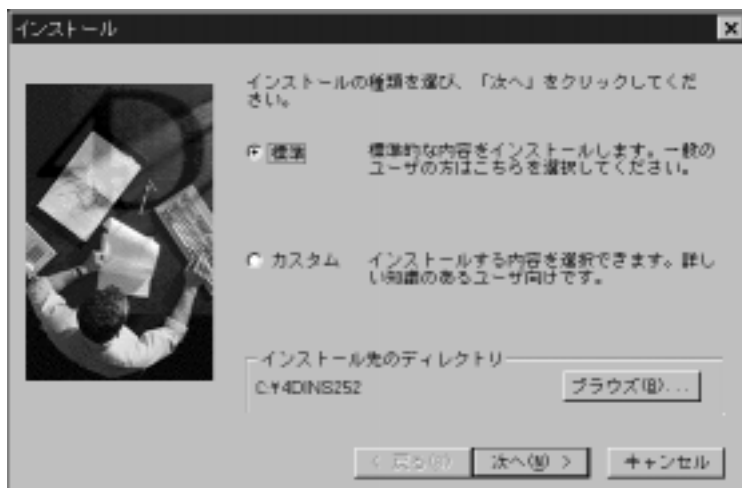 インストール
インストールの種類を選び、「次へ」をクリックしてくだ
さい。
標準
標準的な内容をインストールします。一般の
ユーザの方はこちらを選択してください。
カスタム
インストールする内容を選択できます。詳し
い知識のあるユーザ向けです。
インストール先のディレクトリ
C:¥4DINS252
ブラウズ(B)...
< 戻る(B)
次へ(N) >
キャンセル